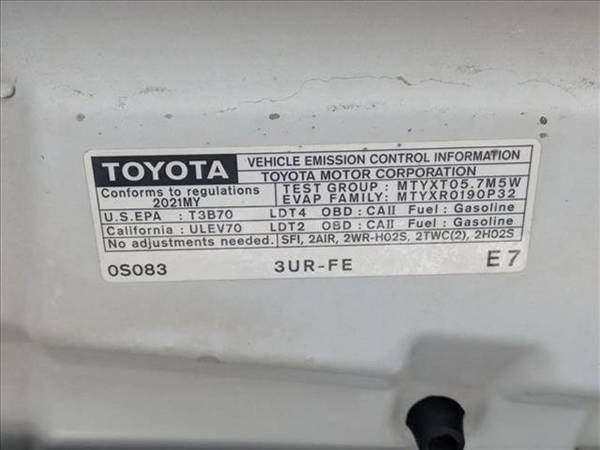 TOYOTA
VEHICLE EMISSION CONTROL INFORMATION
TOYOTA MOTOR CORPORATION
Conforms to regulations
2021MY
TEST GROUP : MTYXT05.7M5W
EVAP FAMILY: MTYXR0190P32
U.S.EPA : T3B70 LDT4 OBD : CAII Fuel : Gasoline
California : ULEV70 LDT2 OBD : CAII Fuel : Gasoline
No adjustments needed. SFI, 2AIR, 2WR-HO2S, 2TWC(2), 2HO2S
0S083 3UR-FE E7